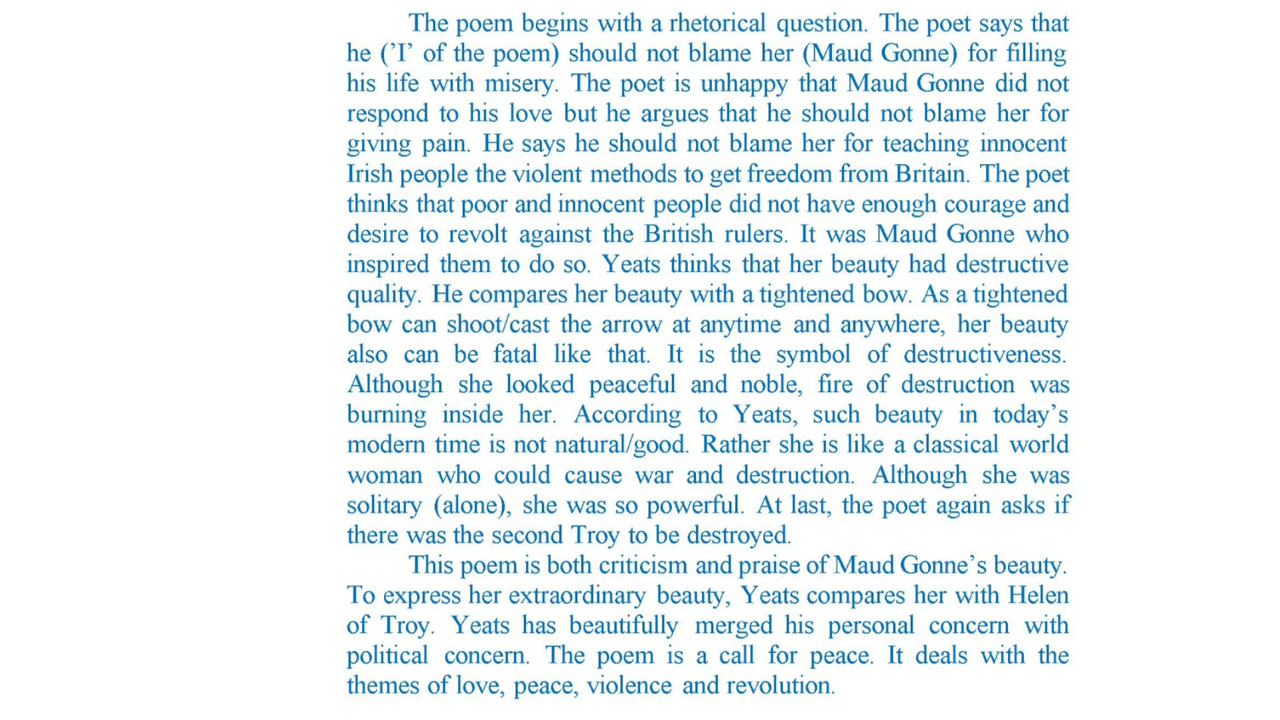 The poem begins with a rhetorical question. The poet says that
he (’I’ of the poem) should not blame her (Maud Gonne) for filling
his life with misery. The poet is unhappy that Maud Gonne did not
respond to his love but he argues that he should not blame her for
giving pain. He says he should not blame her for teaching innocent
Irish people the violent methods to get freedom from Britain. The poet
thinks that poor and innocent people did not have enough courage and
desire to revolt against the British rulers. It was Maud Gonne who
inspired them to do so. Yeats thinks that her beauty had destructive
quality. He compares her beauty with a tightened bow. As a tightened
bow can shoot/cast the arrow at anytime and anywhere, her beauty
also can be fatal like that. It is the symbol of destructiveness.
Although she looked peaceful and noble, fire of destruction was
burning inside her. According to Yeats, such beauty in today’s
modern time is not natural/good. Rather she is like a classical world
woman who could cause war and destruction. Although she was
solitary (alone), she was so powerful. At last, the poet again asks if
there was the second Troy to be destroyed.
This poem is both criticism and praise of Maud Gonne’s beauty.
To express her extraordinary beauty, Yeats compares her with Helen
of Troy. Yeats has beautifully merged his personal concern with
political concern. The poem is a call for peace. It deals with the
themes of love, peace, violence and revolution.